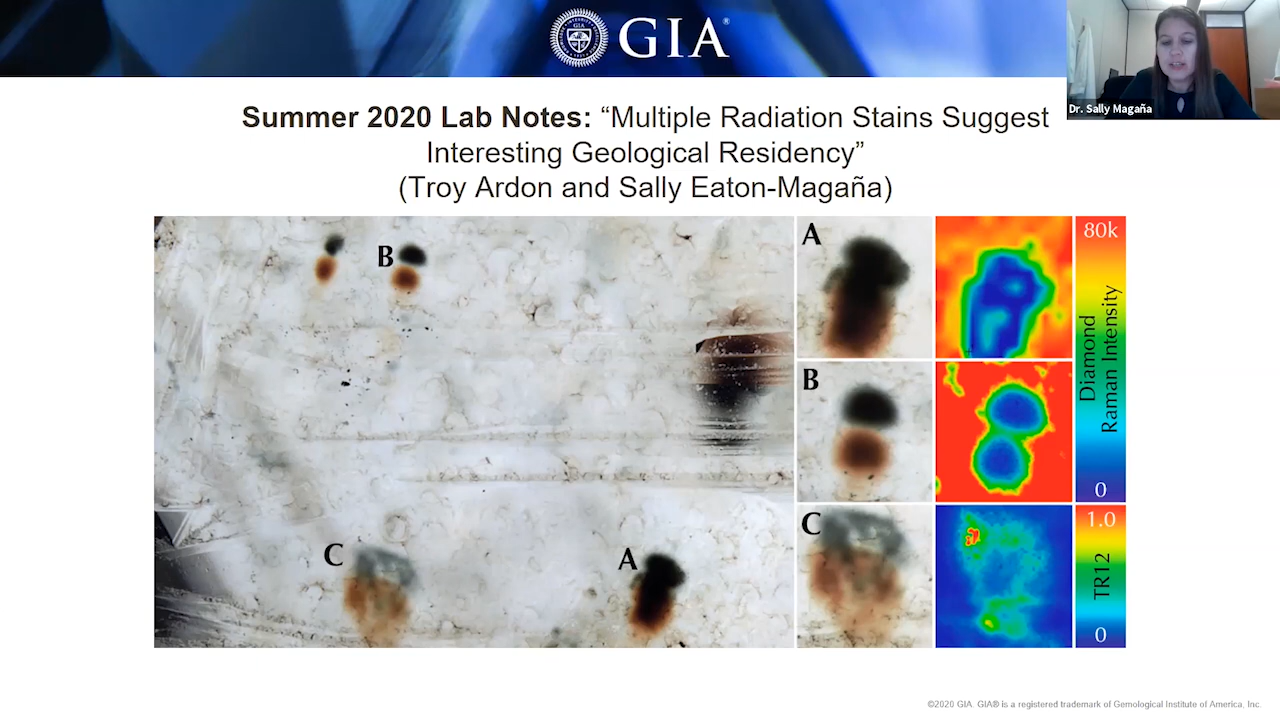 GIA
®
Dr. Sally Magaña
Summer 2020 Lab Notes: “Multiple Radiation Stains Suggest
Interesting Geological Residency”
(Troy Ardon and Sally Eaton-Magaña)
B
C
A
A
B
C
80k
Diamond
Raman Intensity
0
1.0
TR12
0
©2020 GIA. GIA® is a registered trademark of Gemological Institute of America, Inc.